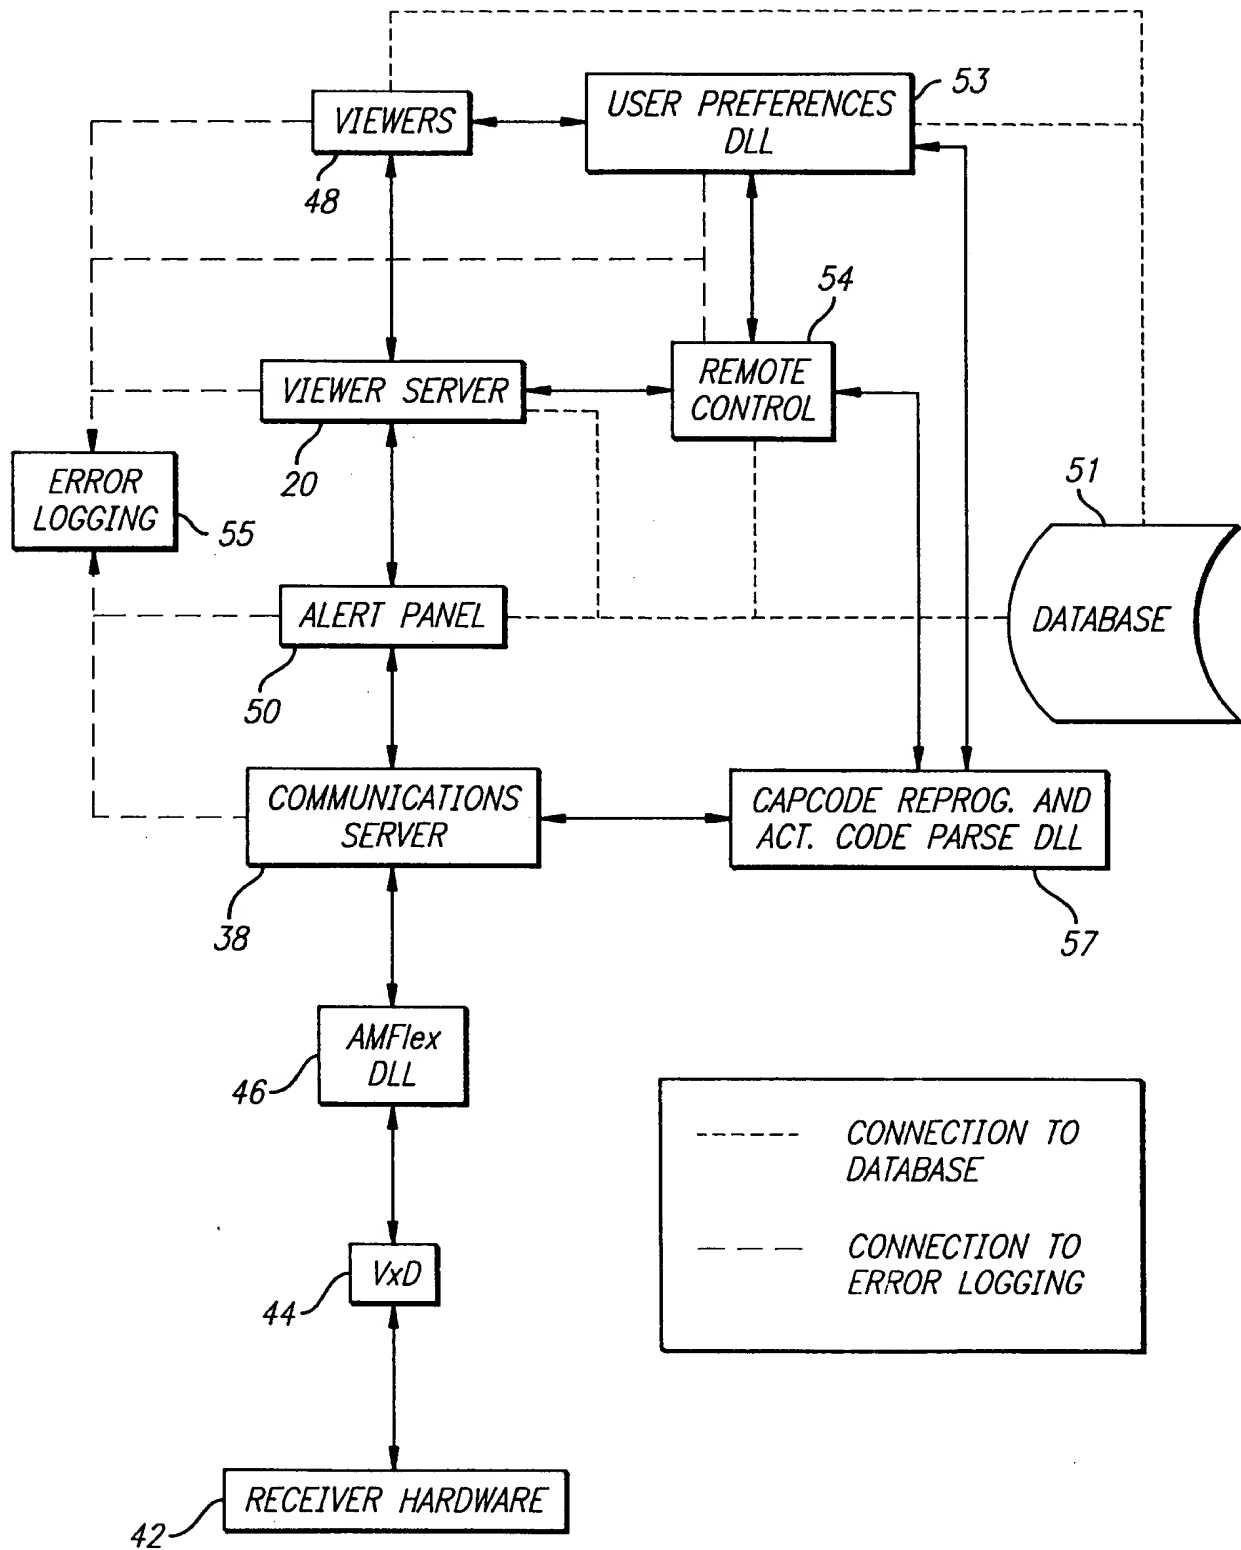 53
VIEWERS
USER PREFERENCES
DLL
48
54
REMOTE
CONTROL
VIEWER SERVER
20
ERROR
LOGGING
55
51
ALERT PANEL
DATABASE
50
COMMUNICATIONS
SERVER
CAPCODE REPROG. AND
ACT. CODE PARSE DLL
38
57
AMFlex
DLL
46
CONNECTION TO
DATABASE
CONNECTION TO
ERROR LOGGING
VxD
44
RECEIVER HARDWARE
42